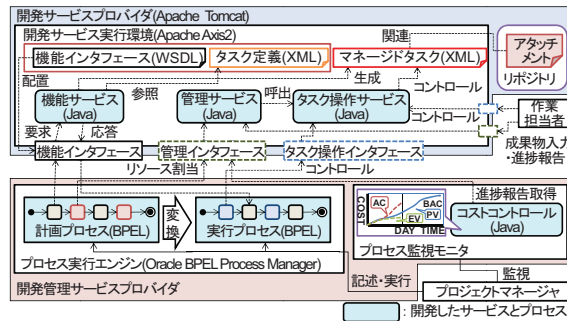 開発サービスプロバイダ(Apache Tomcat)
開発サービス実行環境(Apache Axis2)
関連
機能インタフェース(WSDL)
タスク定義(XML)
マネージドタスク(XML)
アタッチメント
リポジトリ
配置
参照
生成
機能サービス
(Java)
管理サービス
(Java)
呼出
タスク操作サービス
(Java)
コントロール
コントロール
作業
担当者
要求
応答
成果物入力
・進捗報告
機能インタフェース
管理インタフェース
タスク操作インタフェース
リソース割当
コントロール
計画プロセス(BPEL)
変換
実行プロセス(BPEL)
プロセス実行エンジン(Oracle BPEL Process Manager)
開発管理サービスプロバイダ
COST
AC
BAC
PV
EV
DAY TIME
進捗報告取得
コストコントロール
(Java)
プロセス監視モニタ
記述・実行
監視
プロジェクトマネージャ
:開発したサービスとプロセス